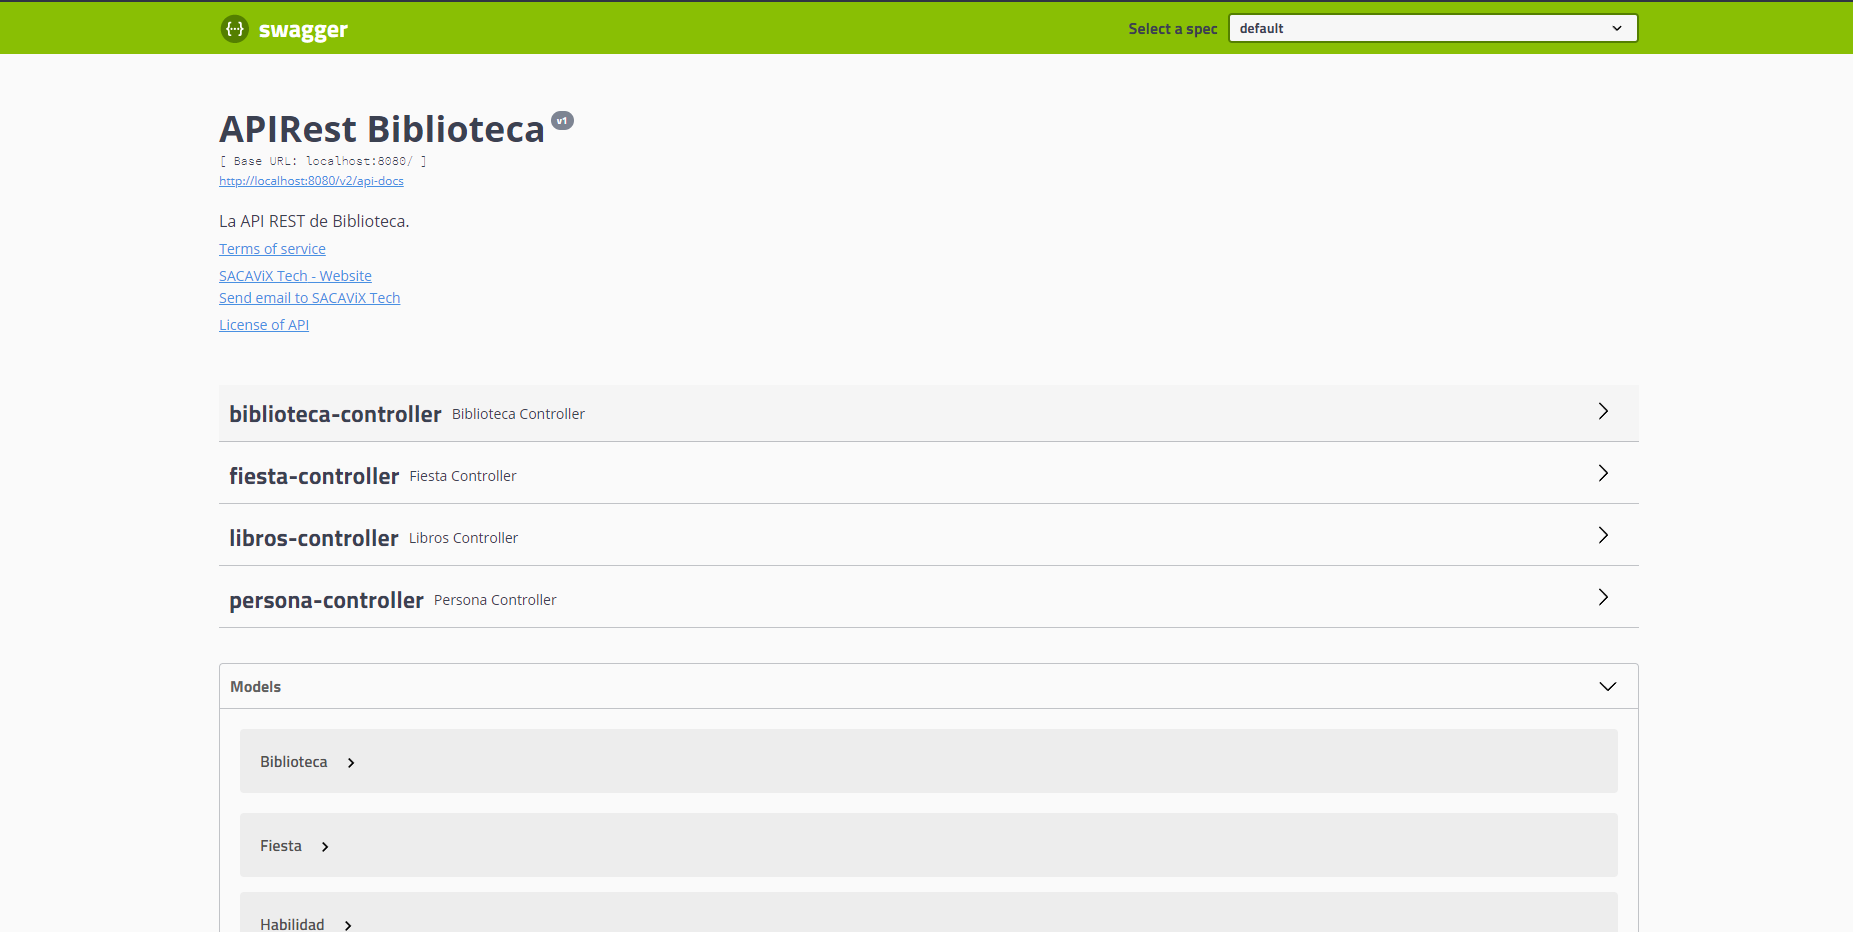 {··} swagger
Select a spec default
APIRest Biblioteca v1
[ Base URL: localhost:8080/ ]
http://localhost:8080/v2/api-docs
La API REST de Biblioteca.
Terms of service
SACAViX Tech - Website
Send email to SACAViX Tech
License of API
biblioteca-controller Biblioteca Controller
fiesta-controller Fiesta Controller
libros-controller Libros Controller
persona-controller Persona Controller
Models
Biblioteca
Fiesta
Habilidad